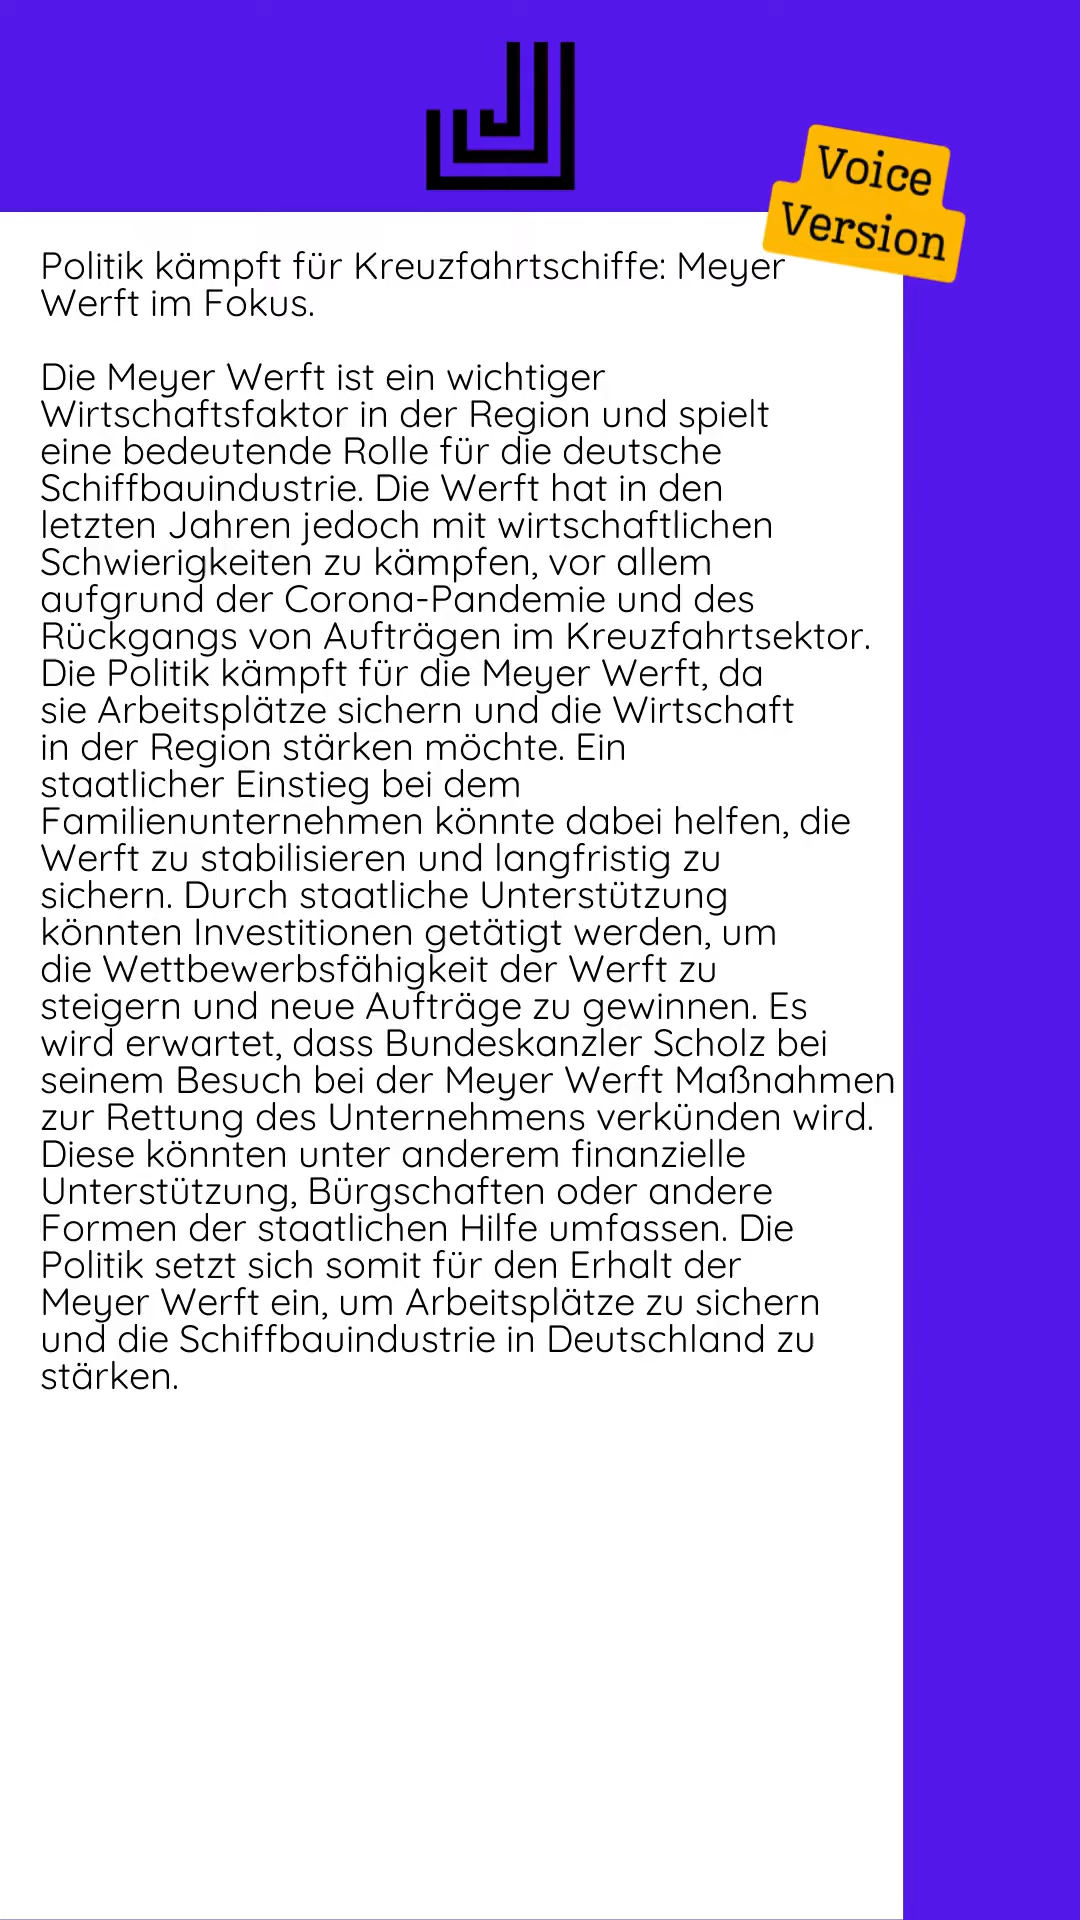 Voice
Version
Politik kämpft für Kreuzfahrtschiffe: Meyer
Werft im Fokus.
Die Meyer Werft ist ein wichtiger
Wirtschaftsfaktor in der Region und spielt
eine bedeutende Rolle für die deutsche
Schiffbauindustrie. Die Werft hat in den
letzten Jahren jedoch mit wirtschaftlichen
Schwierigkeiten zu kämpfen, vor allem
aufgrund der Corona-Pandemie und des
Rückgangs von Aufträgen im Kreuzfahrtsektor.
Die Politik kämpft für die Meyer Werft, da
sie Arbeitsplätze sichern und die Wirtschaft
in der Region stärken möchte. Ein
staatlicher Einstieg bei dem
Familienunternehmen könnte dabei helfen, die
Werft zu stabilisieren und langfristig zu
sichern. Durch staatliche Unterstützung
könnten Investitionen getätigt werden, um
die Wettbewerbsfähigkeit der Werft zu
steigern und neue Aufträge zu gewinnen. Es
wird erwartet, dass Bundeskanzler Scholz bei
seinem Besuch bei der Meyer Werft Maßnahmen
zur Rettung des Unternehmens verkünden wird.
Diese könnten unter anderem finanzielle
Unterstützung, Bürgschaften oder andere
Formen der staatlichen Hilfe umfassen. Die
Politik setzt sich somit für den Erhalt der
Meyer Werft ein, um Arbeitsplätze zu sichern
und die Schiffbauindustrie in Deutschland zu
stärken.